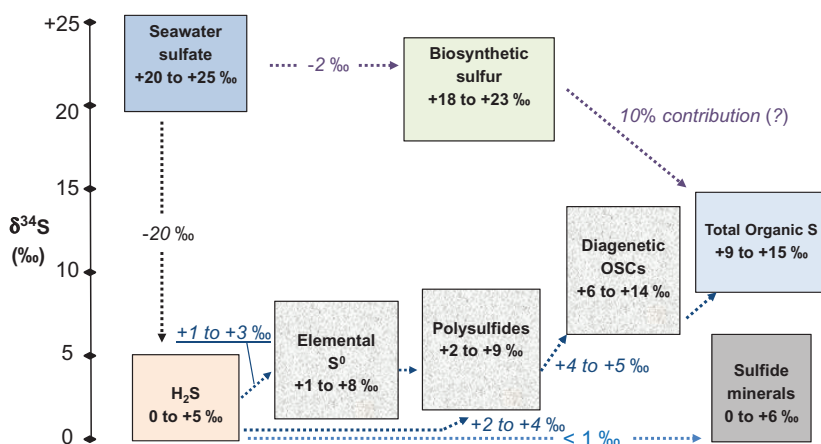 +25
20
15
10
5
0
δ³⁴S
(‰)
Seawater
sulfate
+20 to +25 ‰
-2 ‰
Biosynthetic
sulfur
+18 to +23 ‰
10% contribution (?)
-20 ‰
Total Organic S
+9 to +15 ‰
Diagenetic
OSCs
+6 to +14 ‰
+1 to +3 ‰
Elemental
S⁰
+1 to +8 ‰
Polysulfides
+2 to +9 ‰
+4 to +5 ‰
H₂S
0 to +5 ‰
+2 to +4 ‰
< 1 ‰
Sulfide
minerals
0 to +6 ‰